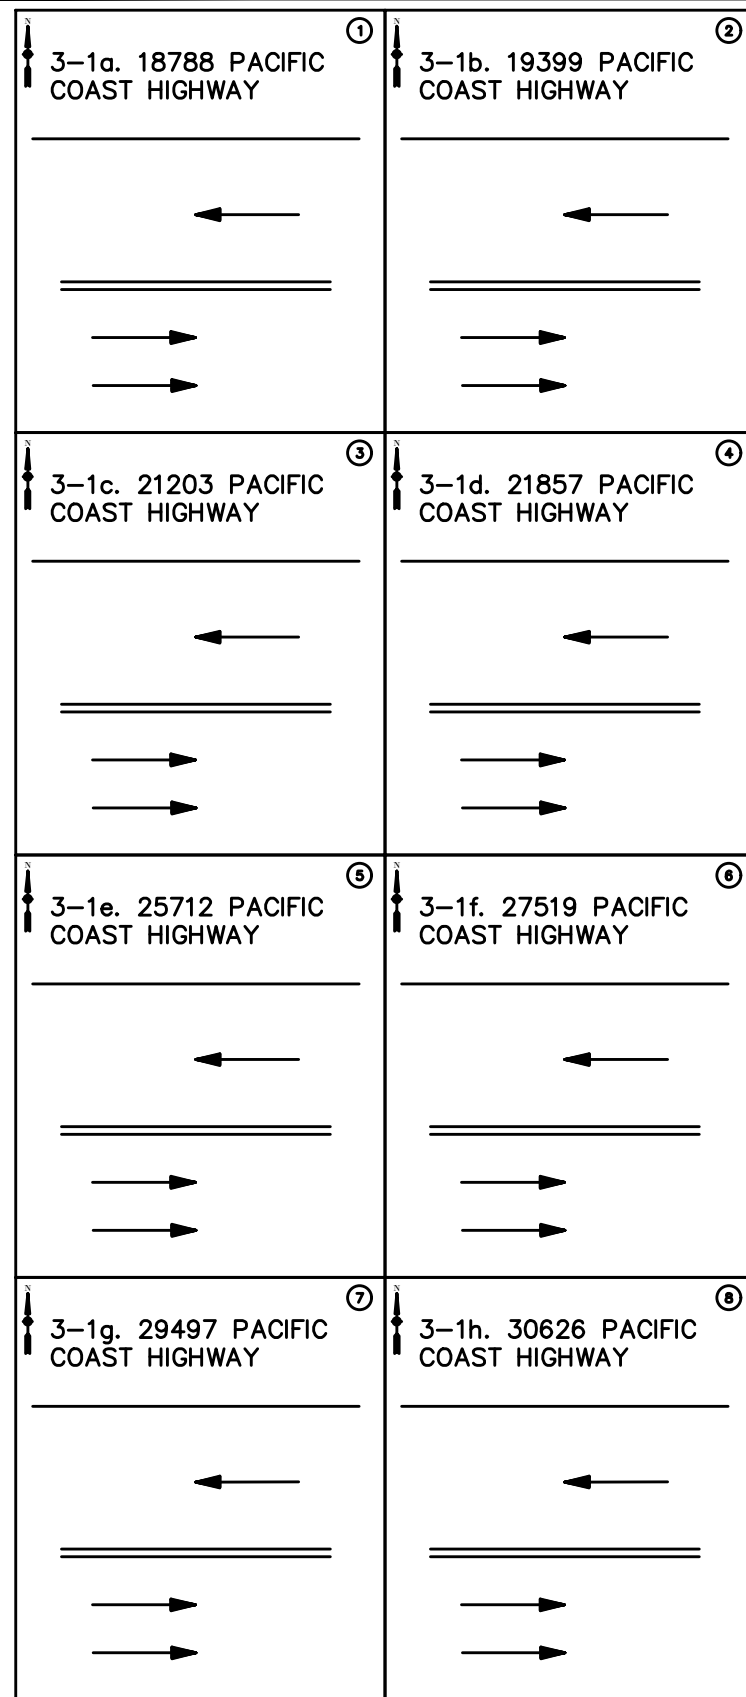 N
1
3-1a. 18788 PACIFIC
COAST HIGHWAY
N
2
3-1b. 19399 PACIFIC
COAST HIGHWAY
N
3
3-1c. 21203 PACIFIC
COAST HIGHWAY
N
4
3-1d. 21857 PACIFIC
COAST HIGHWAY
N
5
3-1e. 25712 PACIFIC
COAST HIGHWAY
N
6
3-1f. 27519 PACIFIC
COAST HIGHWAY
N
7
3-1g. 29497 PACIFIC
COAST HIGHWAY
N
8
3-1h. 30626 PACIFIC
COAST HIGHWAY